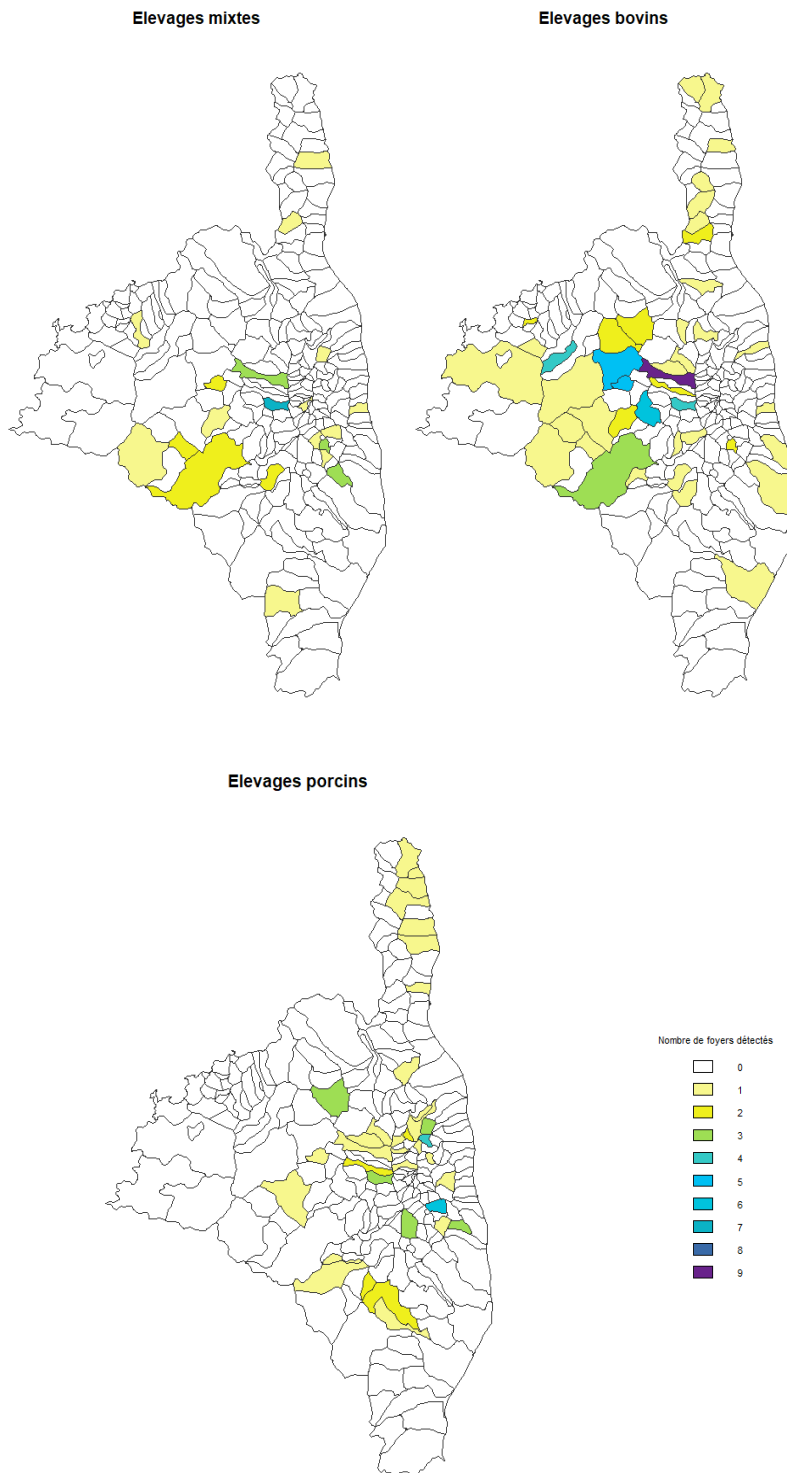 Elevages mixtes
Elevages bovins
Elevages porcins
Nombre de foyers détectés
0
1
2
3
4
5
6
7
8
9